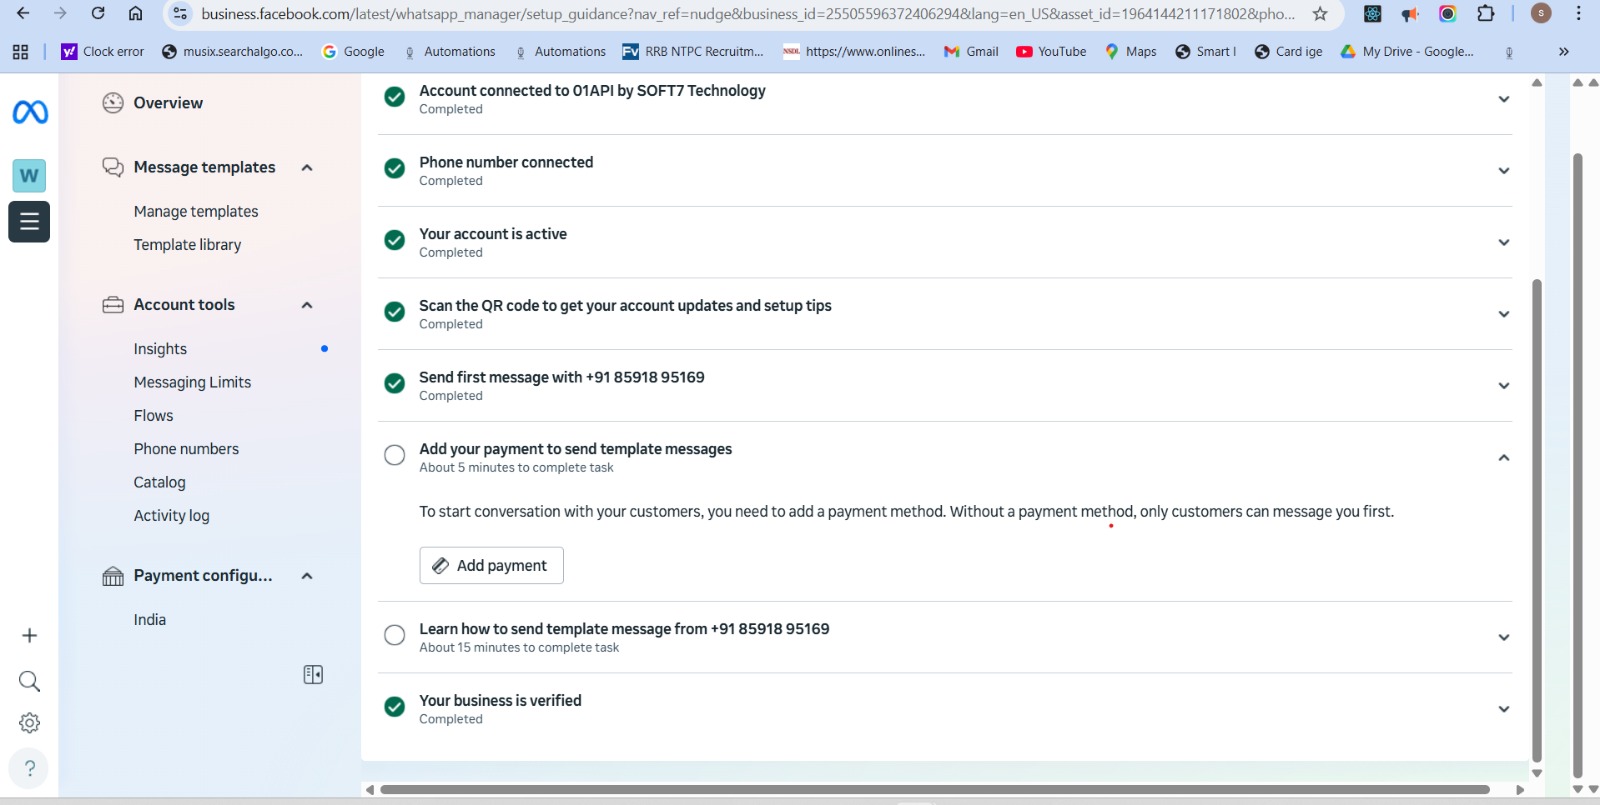 business.facebook.com/latest/whatsapp_manager/setup_guidance?nav_ref=nudge&business_id=25505596372406294&lang=en_US&asset_id=1964144211171802&pho...
S
Clock error
musix.searchalgo.co...
Google
Automations
Automations
Fv
RRB NTPC Recruitm...
NSDL
https://www.onlines...
Gmail
YouTube
Maps
Smart I
Card ige
My Drive - Google...
W
Overview
Message templates
Manage templates
Template library
Account tools
Insights
Messaging Limits
Flows
Phone numbers
Catalog
Activity log
Payment configu...
India
Account connected to 01API by SOFT7 Technology
Completed
Phone number connected
Completed
Your account is active
Completed
Scan the QR code to get your account updates and setup tips
Completed
Send first message with +91 85918 95169
Completed
Add your payment to send template messages
About 5 minutes to complete task
To start conversation with your customers, you need to add a payment method. Without a payment method, only customers can message you first.
Add payment
Learn how to send template message from +91 85918 95169
About 15 minutes to complete task
Your business is verified
Completed